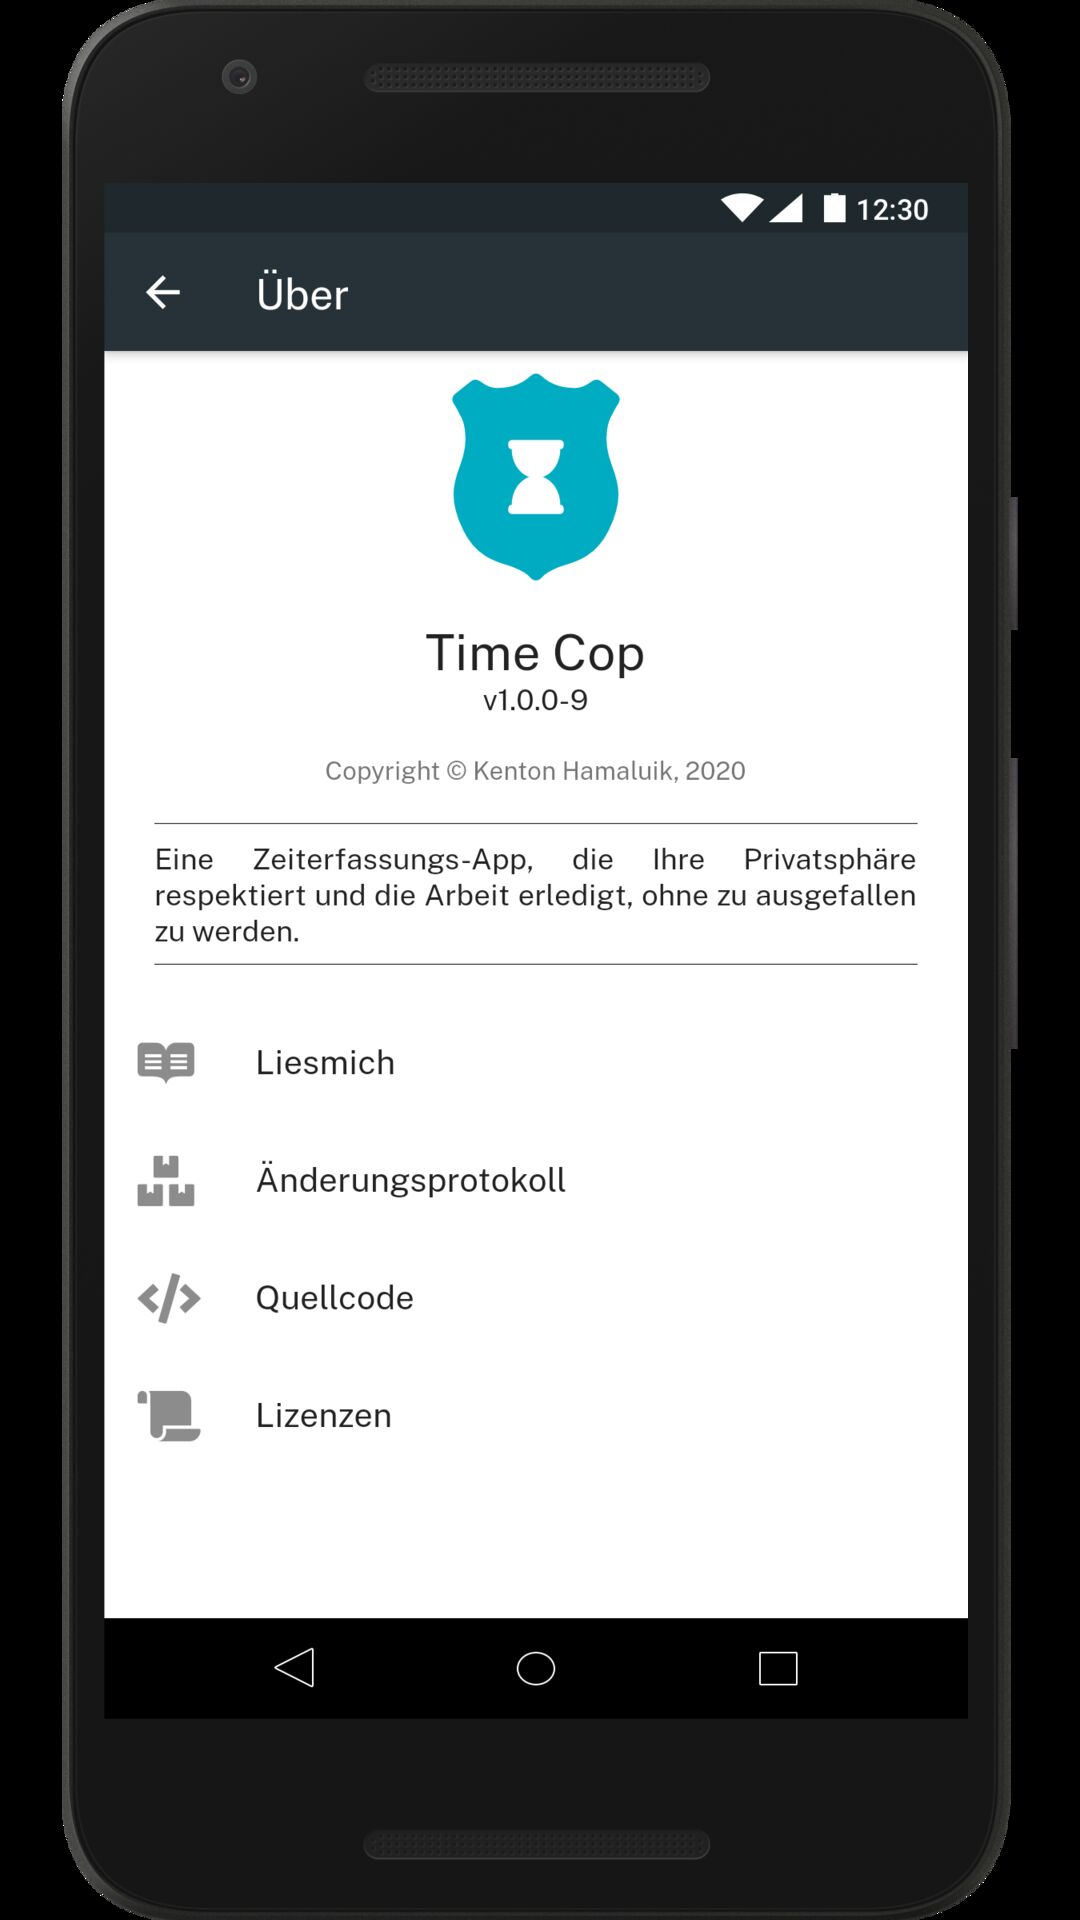 12:30
Über
Time Cop
v1.0.0-9
Copyright © Kenton Hamaluik, 2020
Eine Zeiterfassungs-App, die Ihre Privatsphäre
respektiert und die Arbeit erledigt, ohne zu ausgefallen
zu werden.
Liesmich
Änderungsprotokoll
Quellcode
Lizenzen